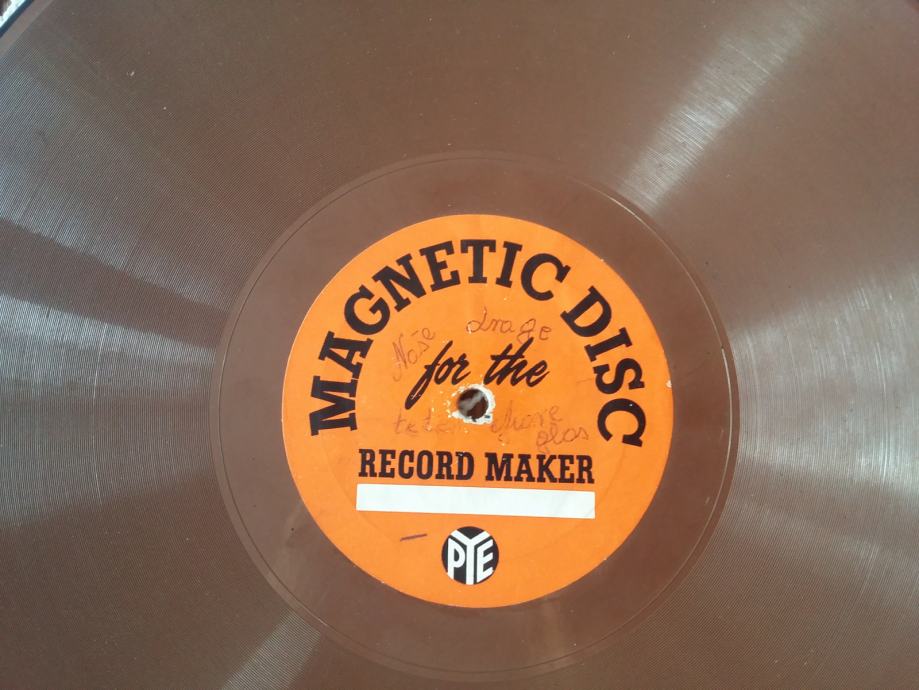 MAGNETIC DISC
Naše drage
for the
glas
RECORD MAKER
PYE